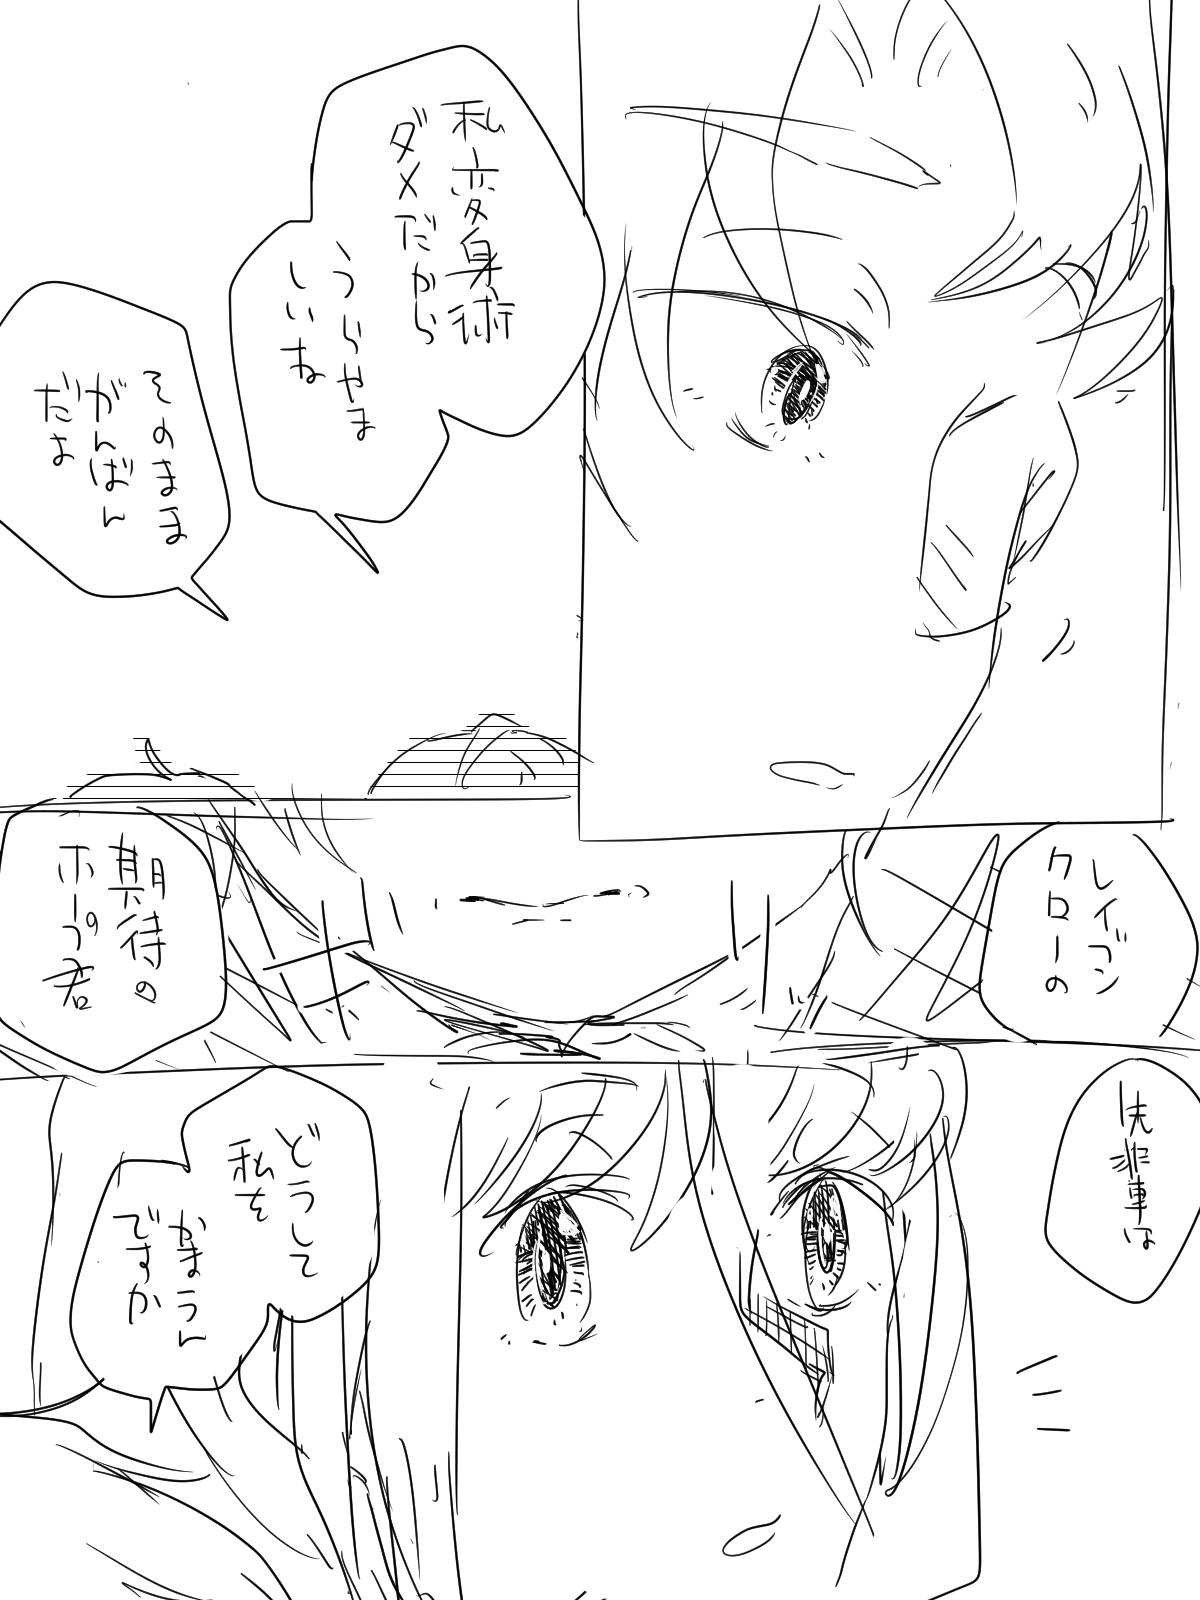 私変身術
ダメだから
うらやま
しいね
そのまま
がんばん
だよ
レイブン
クローの
期待の
ホープ君
先輩は
どうして
私を
かまうん
ですか